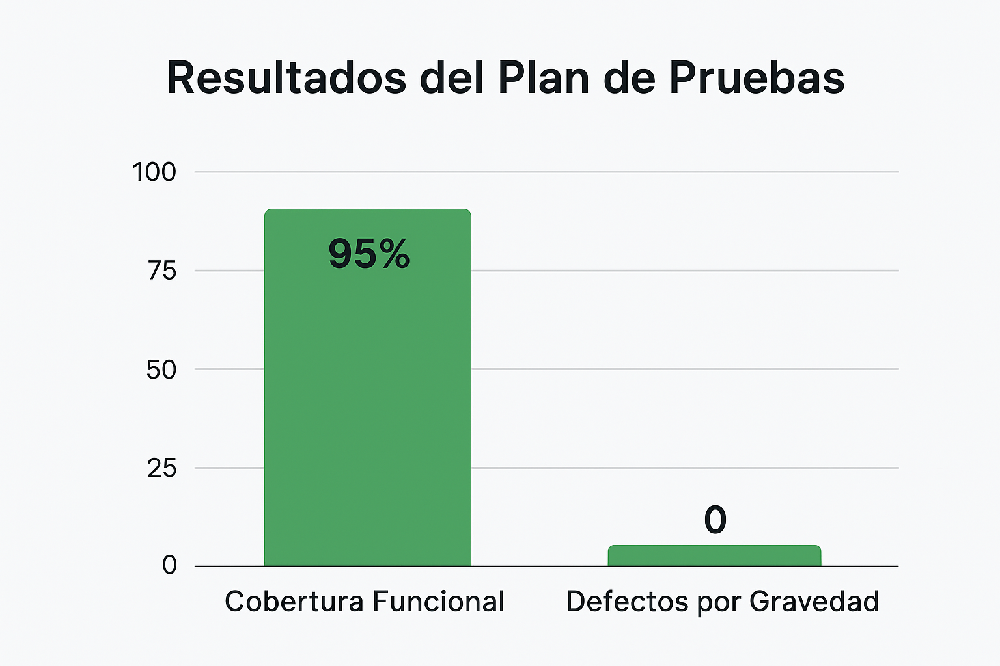 Resultados del Plan de Pruebas
100
75
50
25
0
95%
0
Cobertura Funcional
Defectos por Gravedad